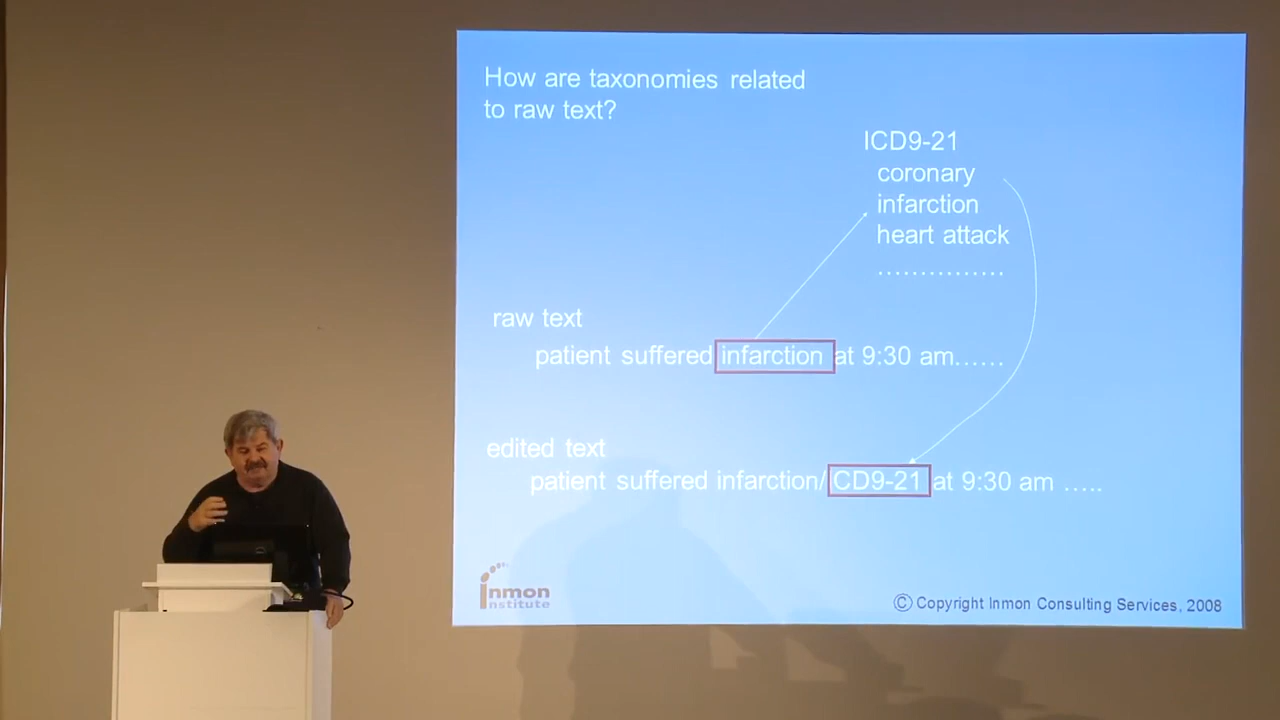 How are taxonomies related
to raw text?
ICD9-21
coronary
infarction
heart attack
……………
raw text
patient suffered infarction at 9:30 am……
edited text
patient suffered infarction/ CD9-21 at 9:30 am …..
inmon
institute
© Copyright Inmon Consulting Services, 2008